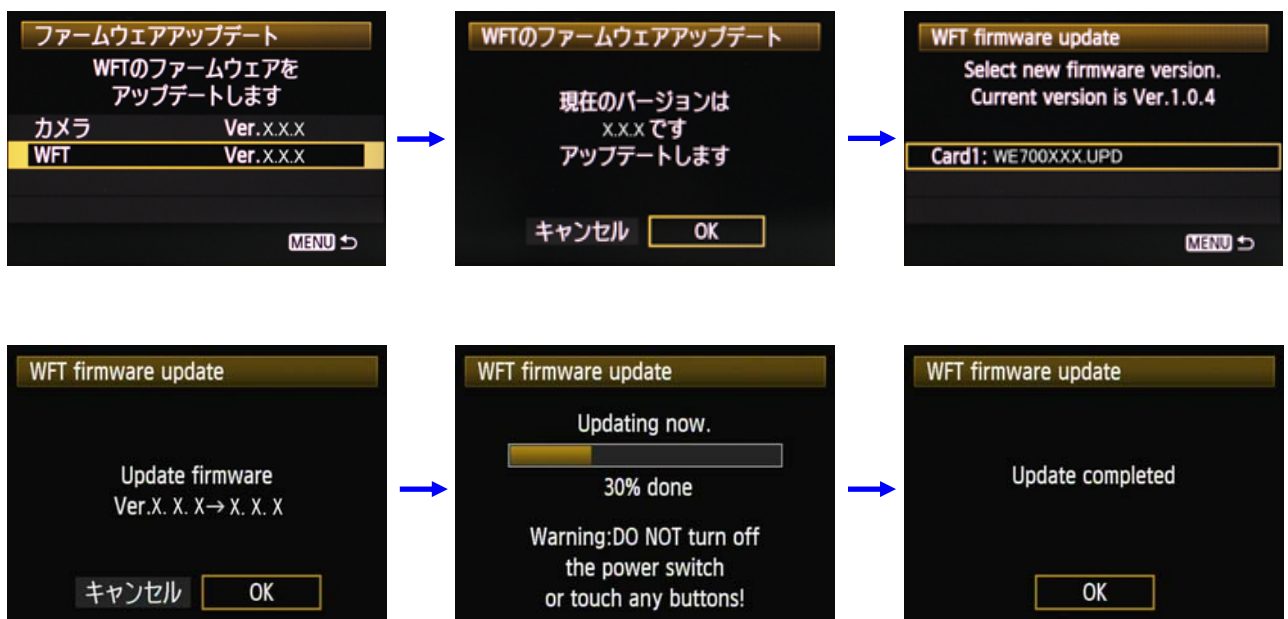 ファームウェアアップデート
WFTのファームウェアを
アップデートします
カメラ Ver.x.x.x
WFT Ver.x.x.x
MENU
WFTのファームウェアアップデート
現在のバージョンは
x.x.xです
アップデートします
キャンセル OK
WFT firmware update
Select new firmware version.
Current version is Ver.1.0.4
Card1: WE700XXX.UPD
MENU
WFT firmware update
Update firmware
Ver.X. X. X→X. X. X
キャンセル OK
WFT firmware update
Updating now.
30% done
Warning:DO NOT turn off
the power switch
or touch any buttons!
WFT firmware update
Update completed
OK